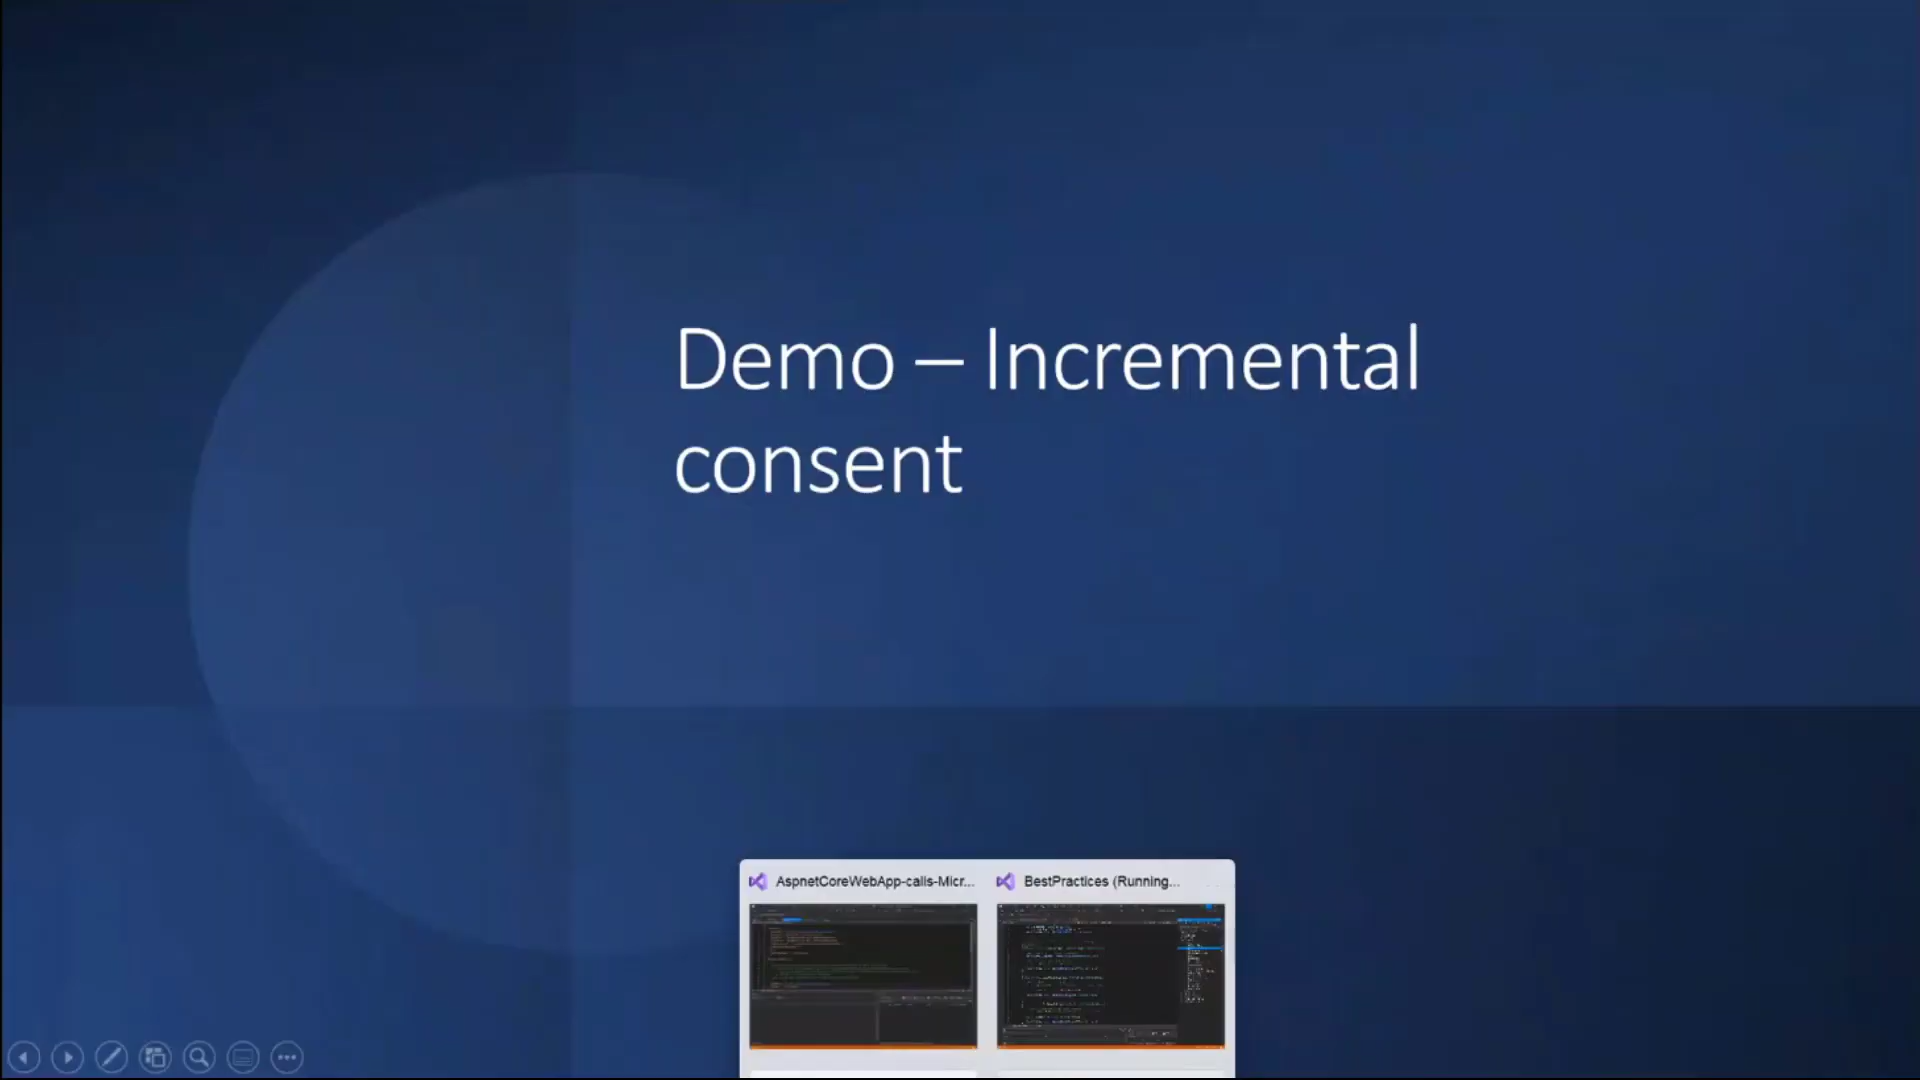 Demo – Incremental
consent
AspnetCoreWebApp-calls-Micr...
BestPractices (Running...